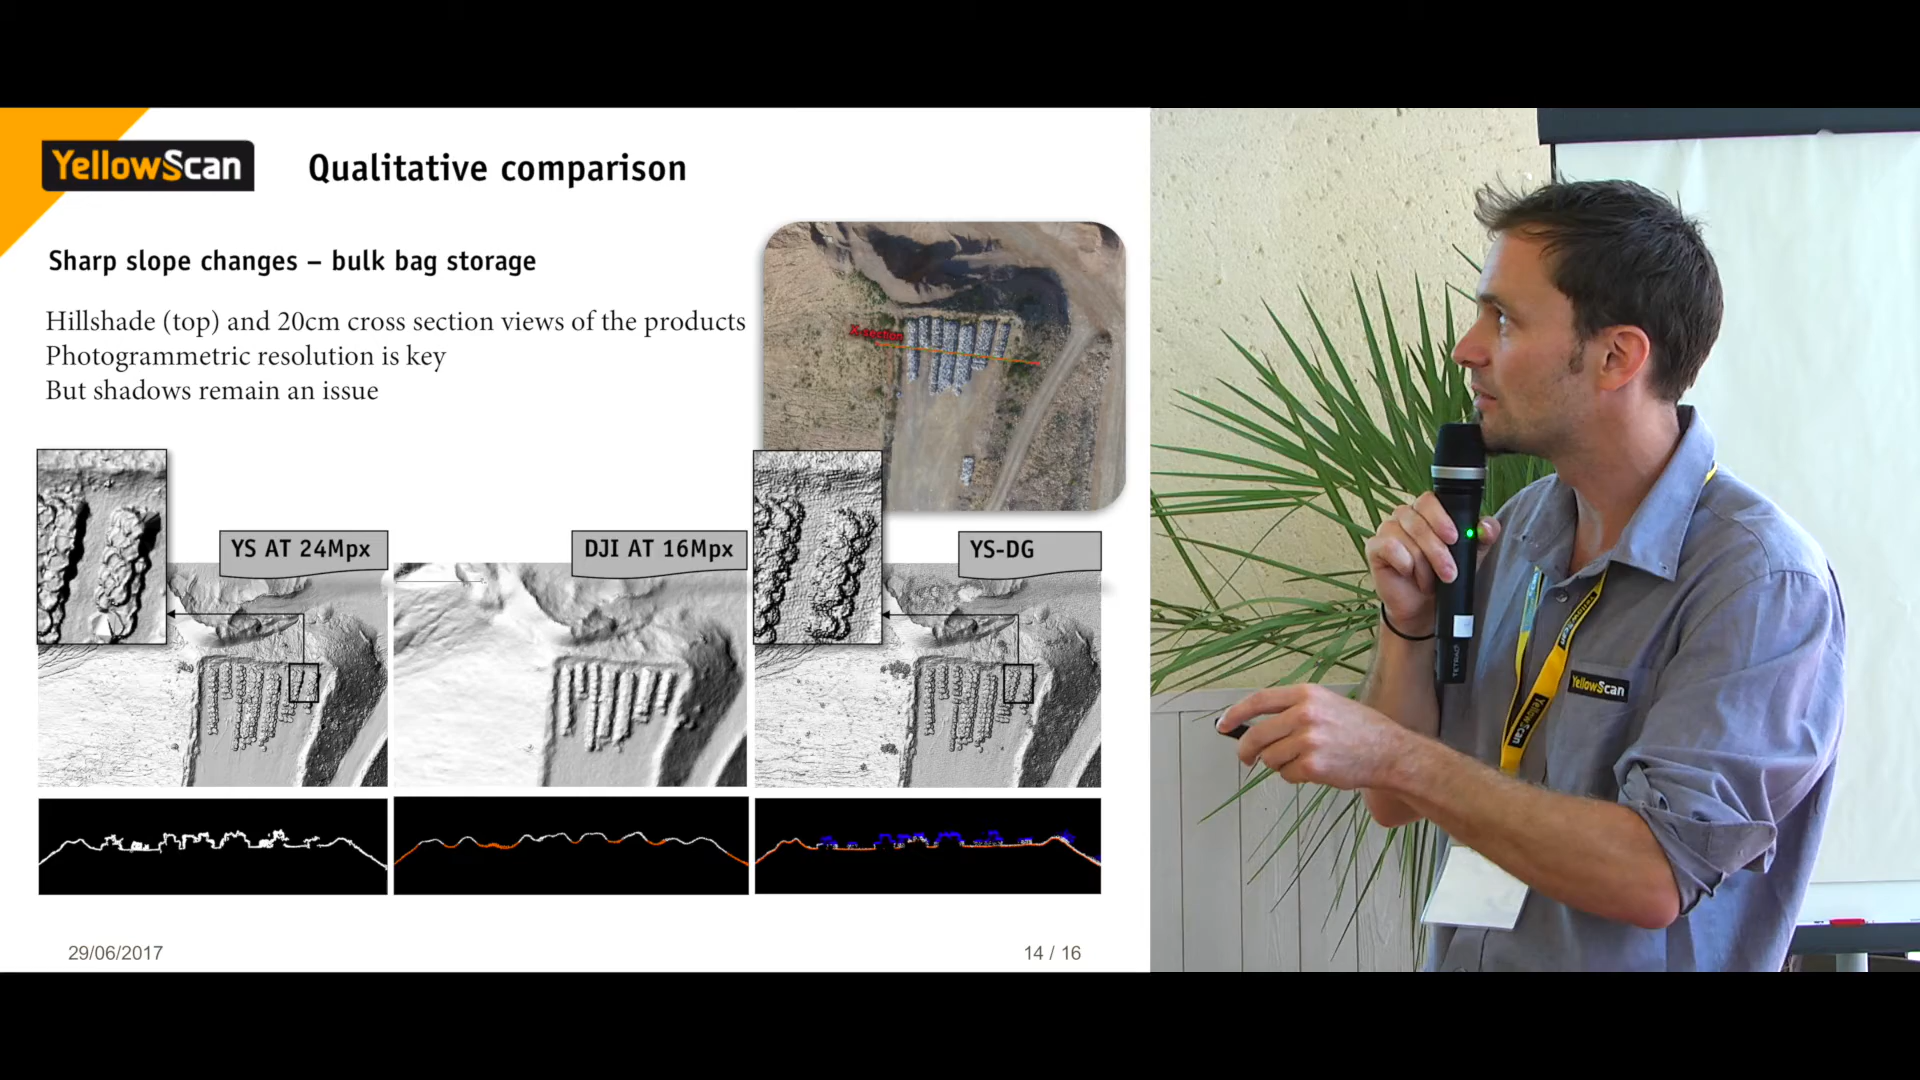 YellowScan
Qualitative comparison
Sharp slope changes – bulk bag storage
Hillshade (top) and 20cm cross section views of the products
Photogrammetric resolution is key
But shadows remain an issue
X-section
YS AT 24Mpx
DJI AT 16Mpx
YS-DG
29/06/2017
14 / 16
YellowScan
YellowScan